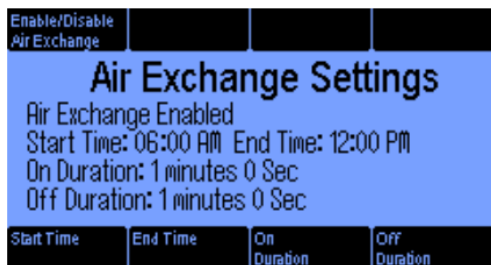 Enable/Disable
Air Exchange
Air Exchange Settings
Air Exchange Enabled
Start Time: 06:00 AM End Time: 12:00 PM
On Duration: 1 minutes 0 Sec
Off Duration: 1 minutes 0 Sec
Start Time End Time On Duration Off Duration